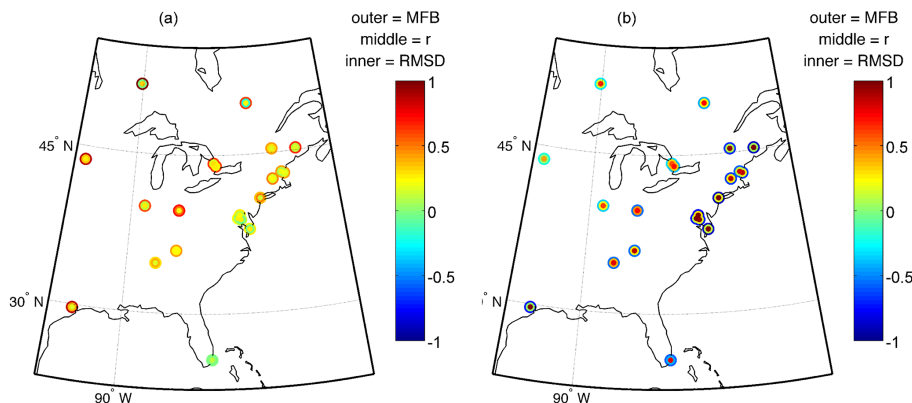 (a)
outer = MFB
middle = r
inner = RMSD
1
0.5
0
-0.5
-1
45° N
30° N
90° W
(b)
outer = MFB
middle = r
inner = RMSD
1
0.5
0
-0.5
-1
45° N
)° N
90° W